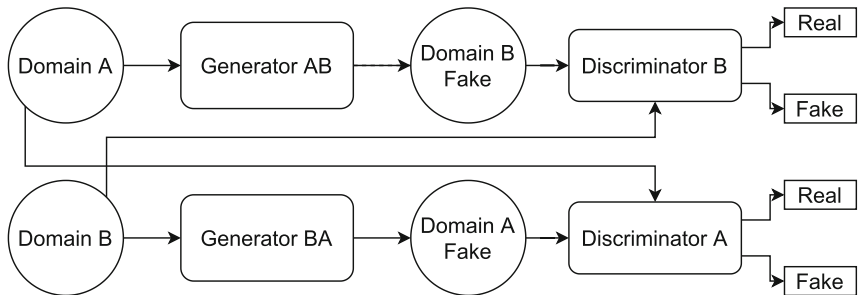 Domain A
Generator AB
Domain B
Fake
Discriminator B
Real
Fake
Domain B
Generator BA
Domain A
Fake
Discriminator A
Real
Fake